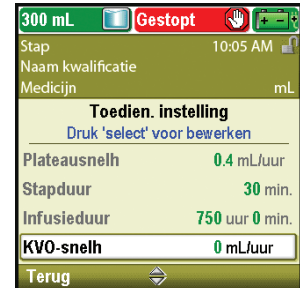 300 mL Gestopt
Stap 10:05 AM
Naam kwalificatie
Medicijn mL
Toedien. instelling
Druk 'select' voor bewerken
Plateausnelh 0.4 mL/uur
Stapduur 30 min.
Infusieduur 750 uur 0 min.
KVO-snelh 0 mL/uur
Terug